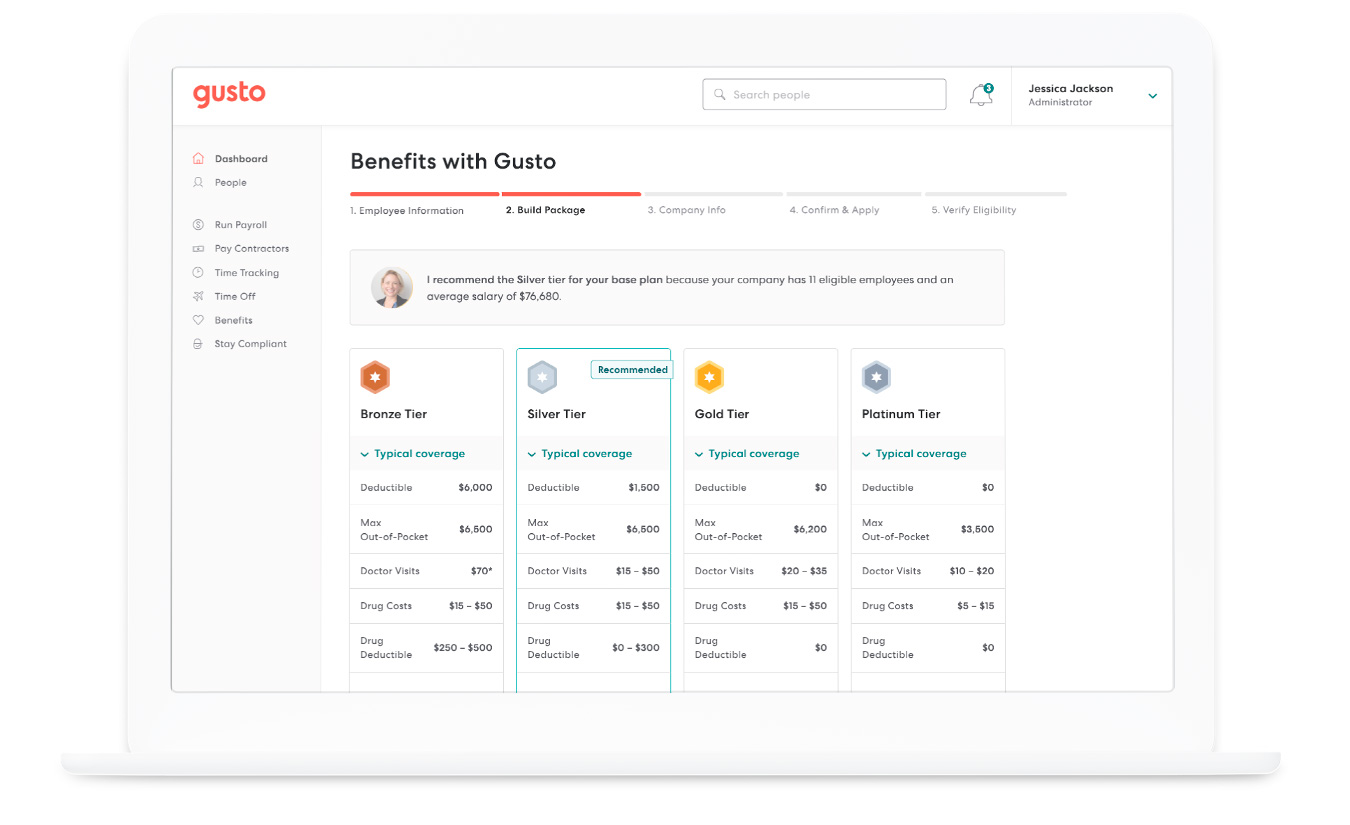 gusto
Search people
3
Jessica Jackson
Administrator
Dashboard
People
Run Payroll
Pay Contractors
Time Tracking
Time Off
Benefits
Stay Compliant
Benefits with Gusto
1. Employee Information
2. Build Package
3. Company Info
4. Confirm & Apply
5. Verify Eligibility
I recommend the Silver tier for your base plan because your company has 11 eligible employees and an
average salary of $76,680.
Bronze Tier
Typical coverage
Deductible $6,000
Max
Out-of-Pocket $6,500
Doctor Visits $70*
Drug Costs $15 – $50
Drug
Deductible $250 – $500
Recommended
Silver Tier
Typical coverage
Deductible $1,500
Max
Out-of-Pocket $6,500
Doctor Visits $15 – $50
Drug Costs $15 – $50
Drug
Deductible $0 – $300
Gold Tier
Typical coverage
Deductible $0
Max
Out-of-Pocket $6,200
Doctor Visits $20 – $35
Drug Costs $15 – $50
Drug
Deductible $0
Platinum Tier
Typical coverage
Deductible $0
Max
Out-of-Pocket $3,500
Doctor Visits $10 – $20
Drug Costs $5 – $15
Drug
Deductible $0